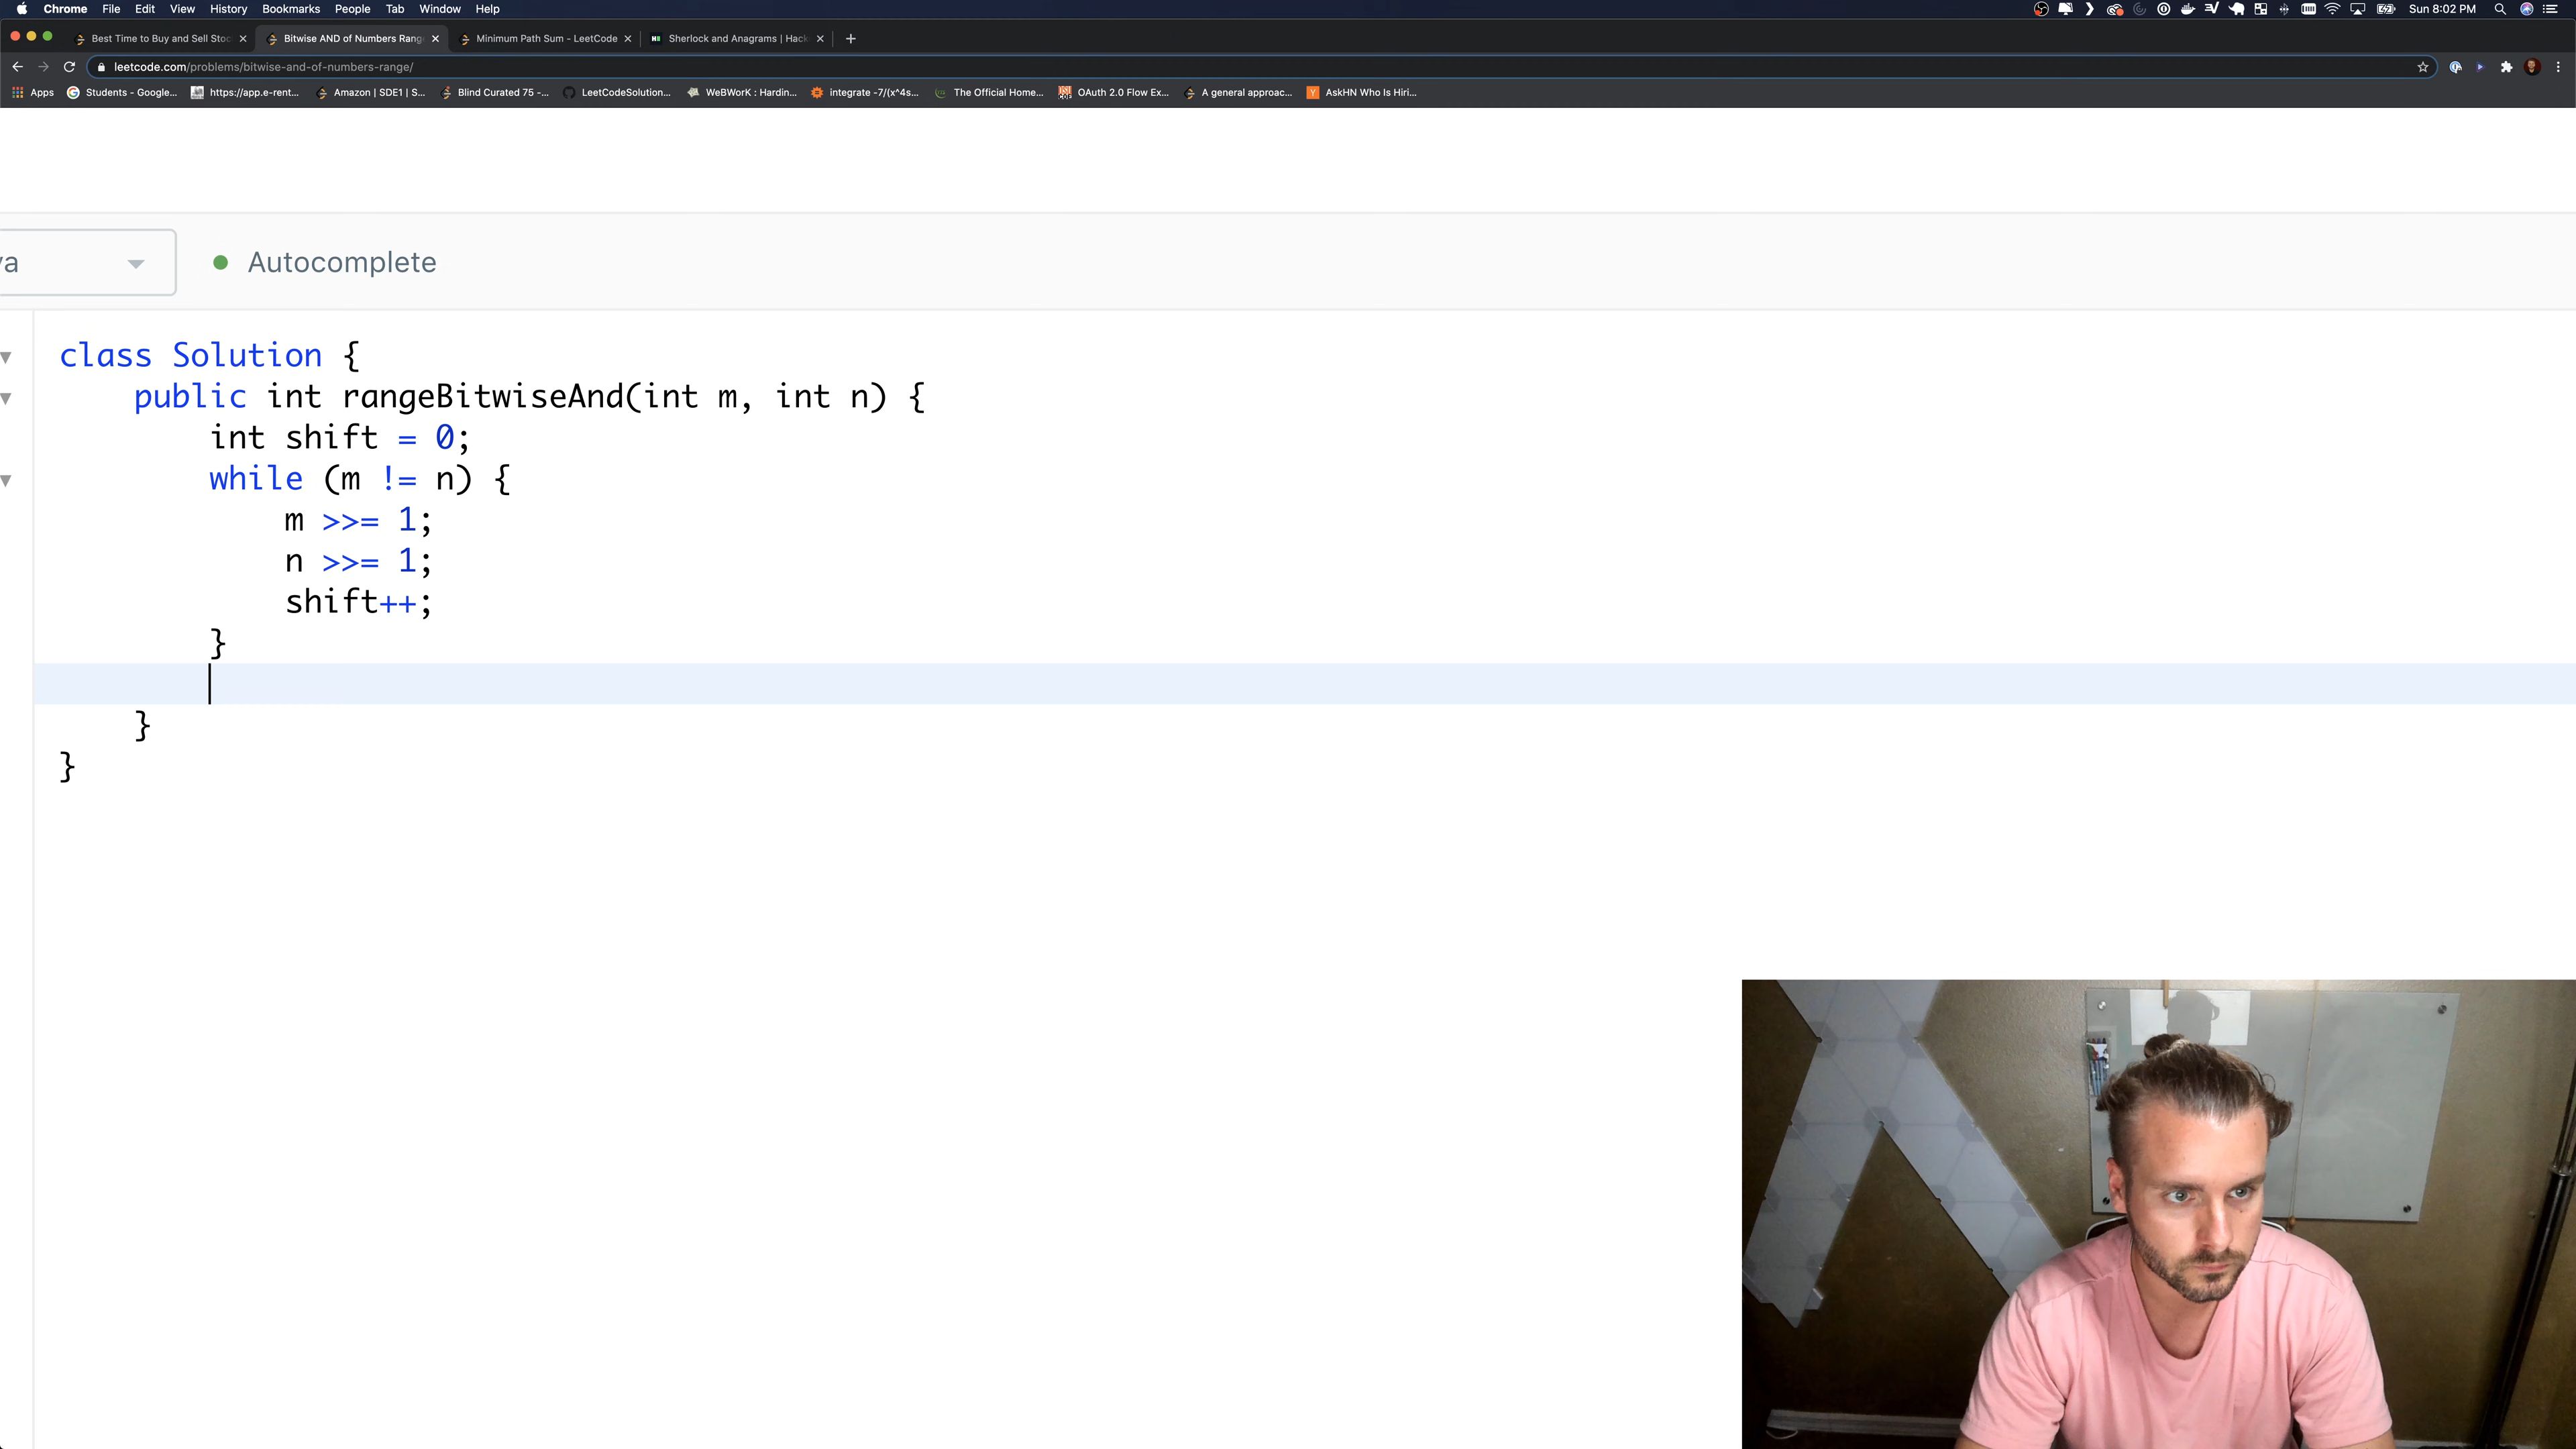 Chrome File Edit View History Bookmarks People Tab Window Help Sun 8:02 PM
Best Time to Buy and Sell Stoc Bitwise AND of Numbers Rang Minimum Path Sum - LeetCode Sherlock and Anagrams | Hack
leetcode.com/problems/bitwise-and-of-numbers-range/
Apps Students - Google... https://app.e-rent... Amazon | SDE1 | S... Blind Curated 75 -... LeetCodeSolution... WeBWorK : Hardin... integrate -7/(x^4s... The Official Home... OAuth 2.0 Flow Ex... A general approac... AskHN Who Is Hiri...
va Autocomplete
class Solution {
public int rangeBitwiseAnd(int m, int n) {
int shift = 0;
while (m != n) {
m >>= 1;
n >>= 1;
shift++;
}
}
}